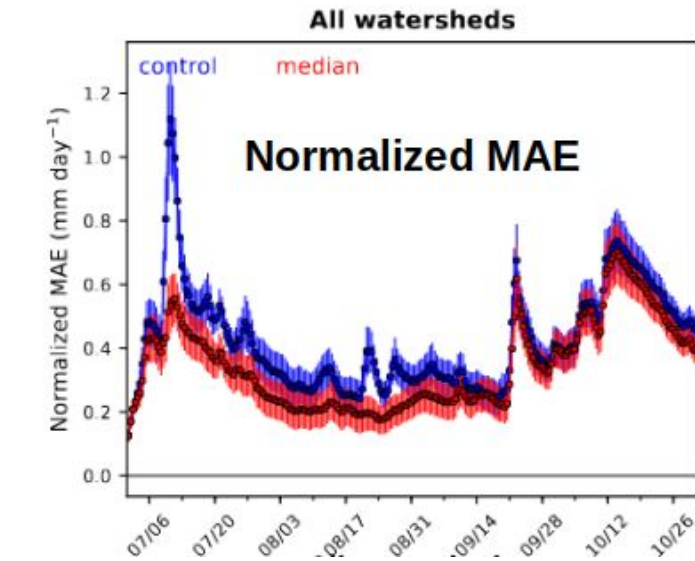 All watersheds
control median
Normalized MAE
Normalized MAE (mm day⁻¹)
1.2
1.0
0.8
0.6
0.4
0.2
0.0
07/06 07/20 08/03 08/17 08/31 09/14 09/28 10/12 10/26